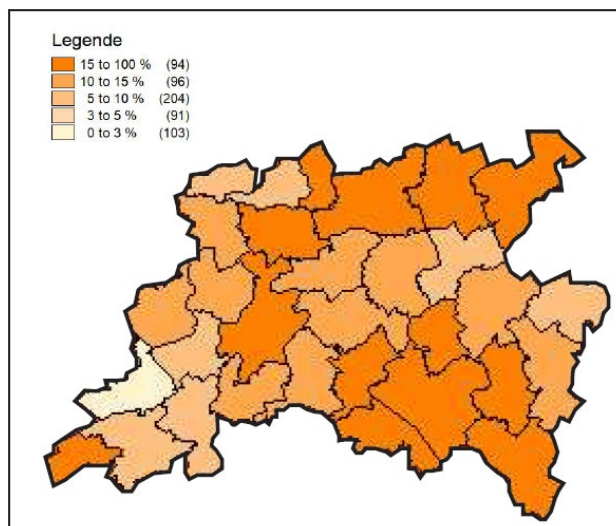 Legende
15 to 100 % (94)
10 to 15 % (96)
5 to 10 % (204)
3 to 5 % (91)
0 to 3 % (103)